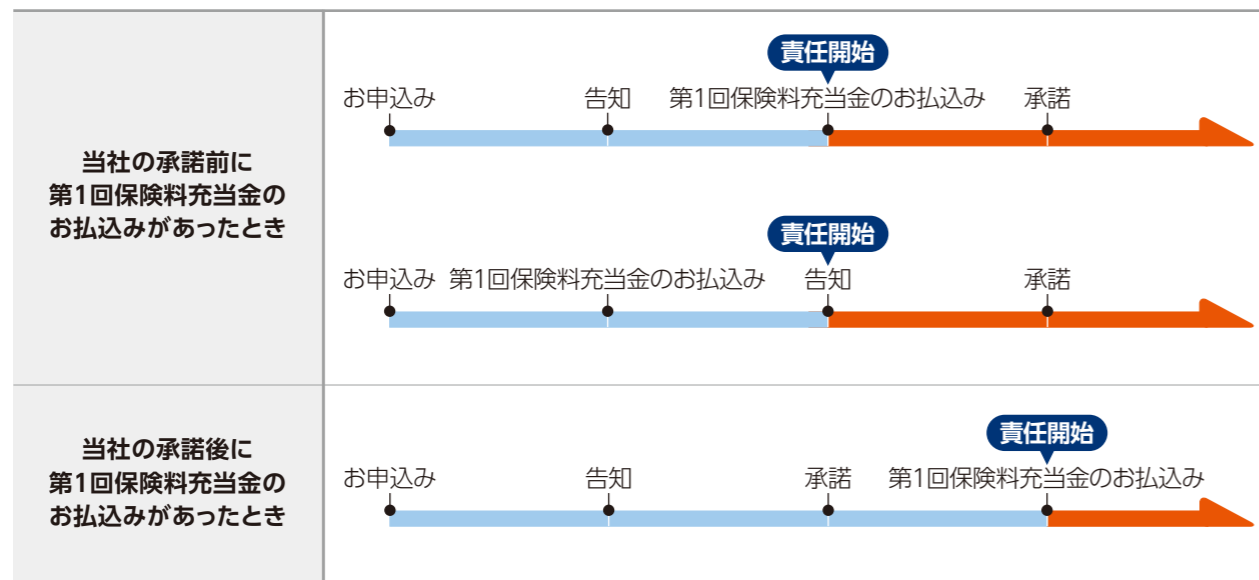 当社の承諾前に
第1回保険料充当金の
お払込みがあったとき
責任開始
お申込み 告知 第1回保険料充当金のお払込み 承諾
責任開始
お申込み 第1回保険料充当金のお払込み 告知 承諾
当社の承諾後に
第1回保険料充当金の
お払込みがあったとき
責任開始
お申込み 告知 承諾 第1回保険料充当金のお払込み